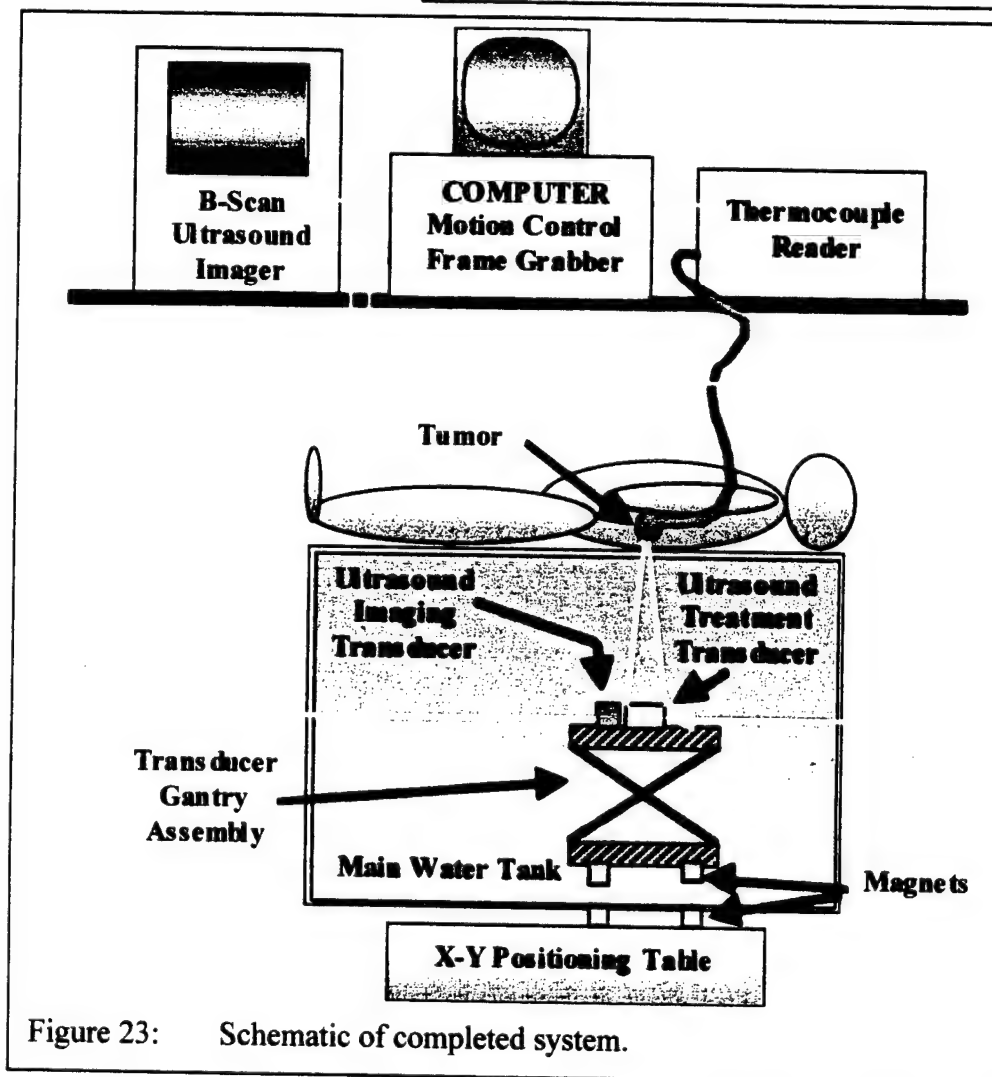 B-Scan
Ultrasound
Imager
COMPUTER
Motion Control
Frame Grabber
Thermocouple
Reader
Tumor
Ultrasound
Imaging
Transducer
Ultrasound
Treatment
Transducer
Transducer
Gantry
Assembly
Main Water Tank
Magnets
X-Y Positioning Table
Figure 23: Schematic of completed system.